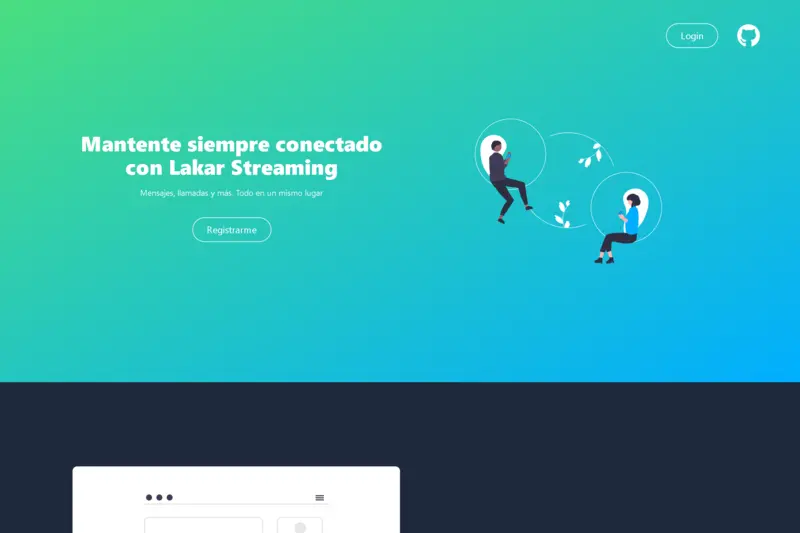 Login
Mantente siempre conectado
con Lakar Streaming
Mensajes, llamadas y más. Todo en un mismo lugar
Registrarme